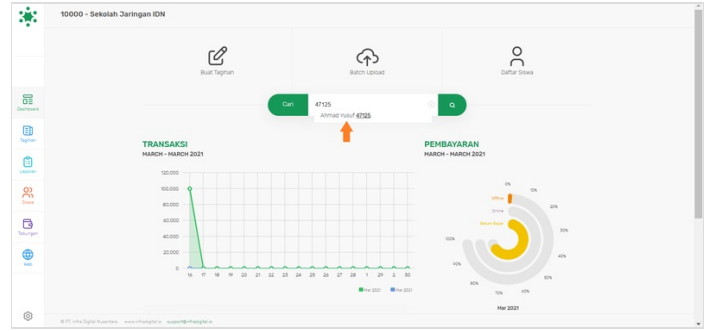 10000 - Sekolah Jaringan IDN
Buat Tagihan
Batch Upload
Daftar Siswa
Dashboard
Tagihan
Laporan
Siswa
Tabungan
Web
Cari
47125
Ahmad Yusuf 47125
TRANSAKSI
MARCH - MARCH 2021
120.000
100.000
80.000
60.000
40.000
20.000
0
16 17 18 19 20 21 22 23 24 25 26 27 28 1 29 2 30
Mar 2021 Mar 2021
PEMBAYARAN
MARCH - MARCH 2021
0%
10%
20%
30%
40%
50%
60%
70%
80%
90%
100%
Offline
Online
Belum Bayar
Mar 2021
© PT. Infra Digital Nusantara www.infradigital.io support@infradigital.io